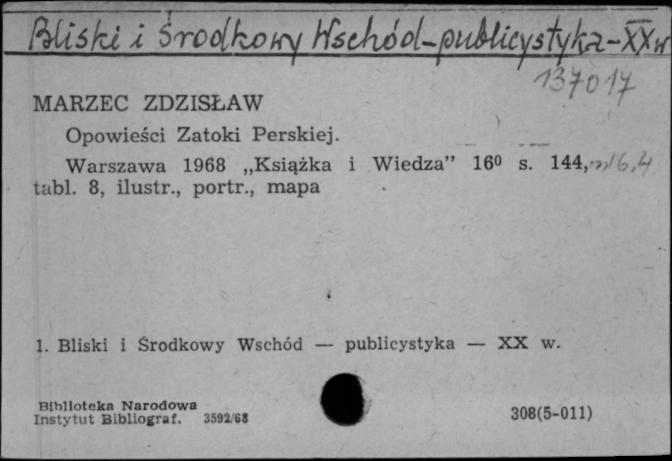 Bliski i Środkowy Wschód-publicystyka-XX w
137017
MARZEC ZDZISŁAW
Opowieści Zatoki Perskiej.
Warszawa 1968 „Książka i Wiedza” 16⁰ s. 144,
tabl. 8, ilustr., portr., mapa
1. Bliski i Środkowy Wschód — publicystyka — XX w.
Biblioteka Narodowa
Instytut Bibliograf. 3592/68
308(5-011)